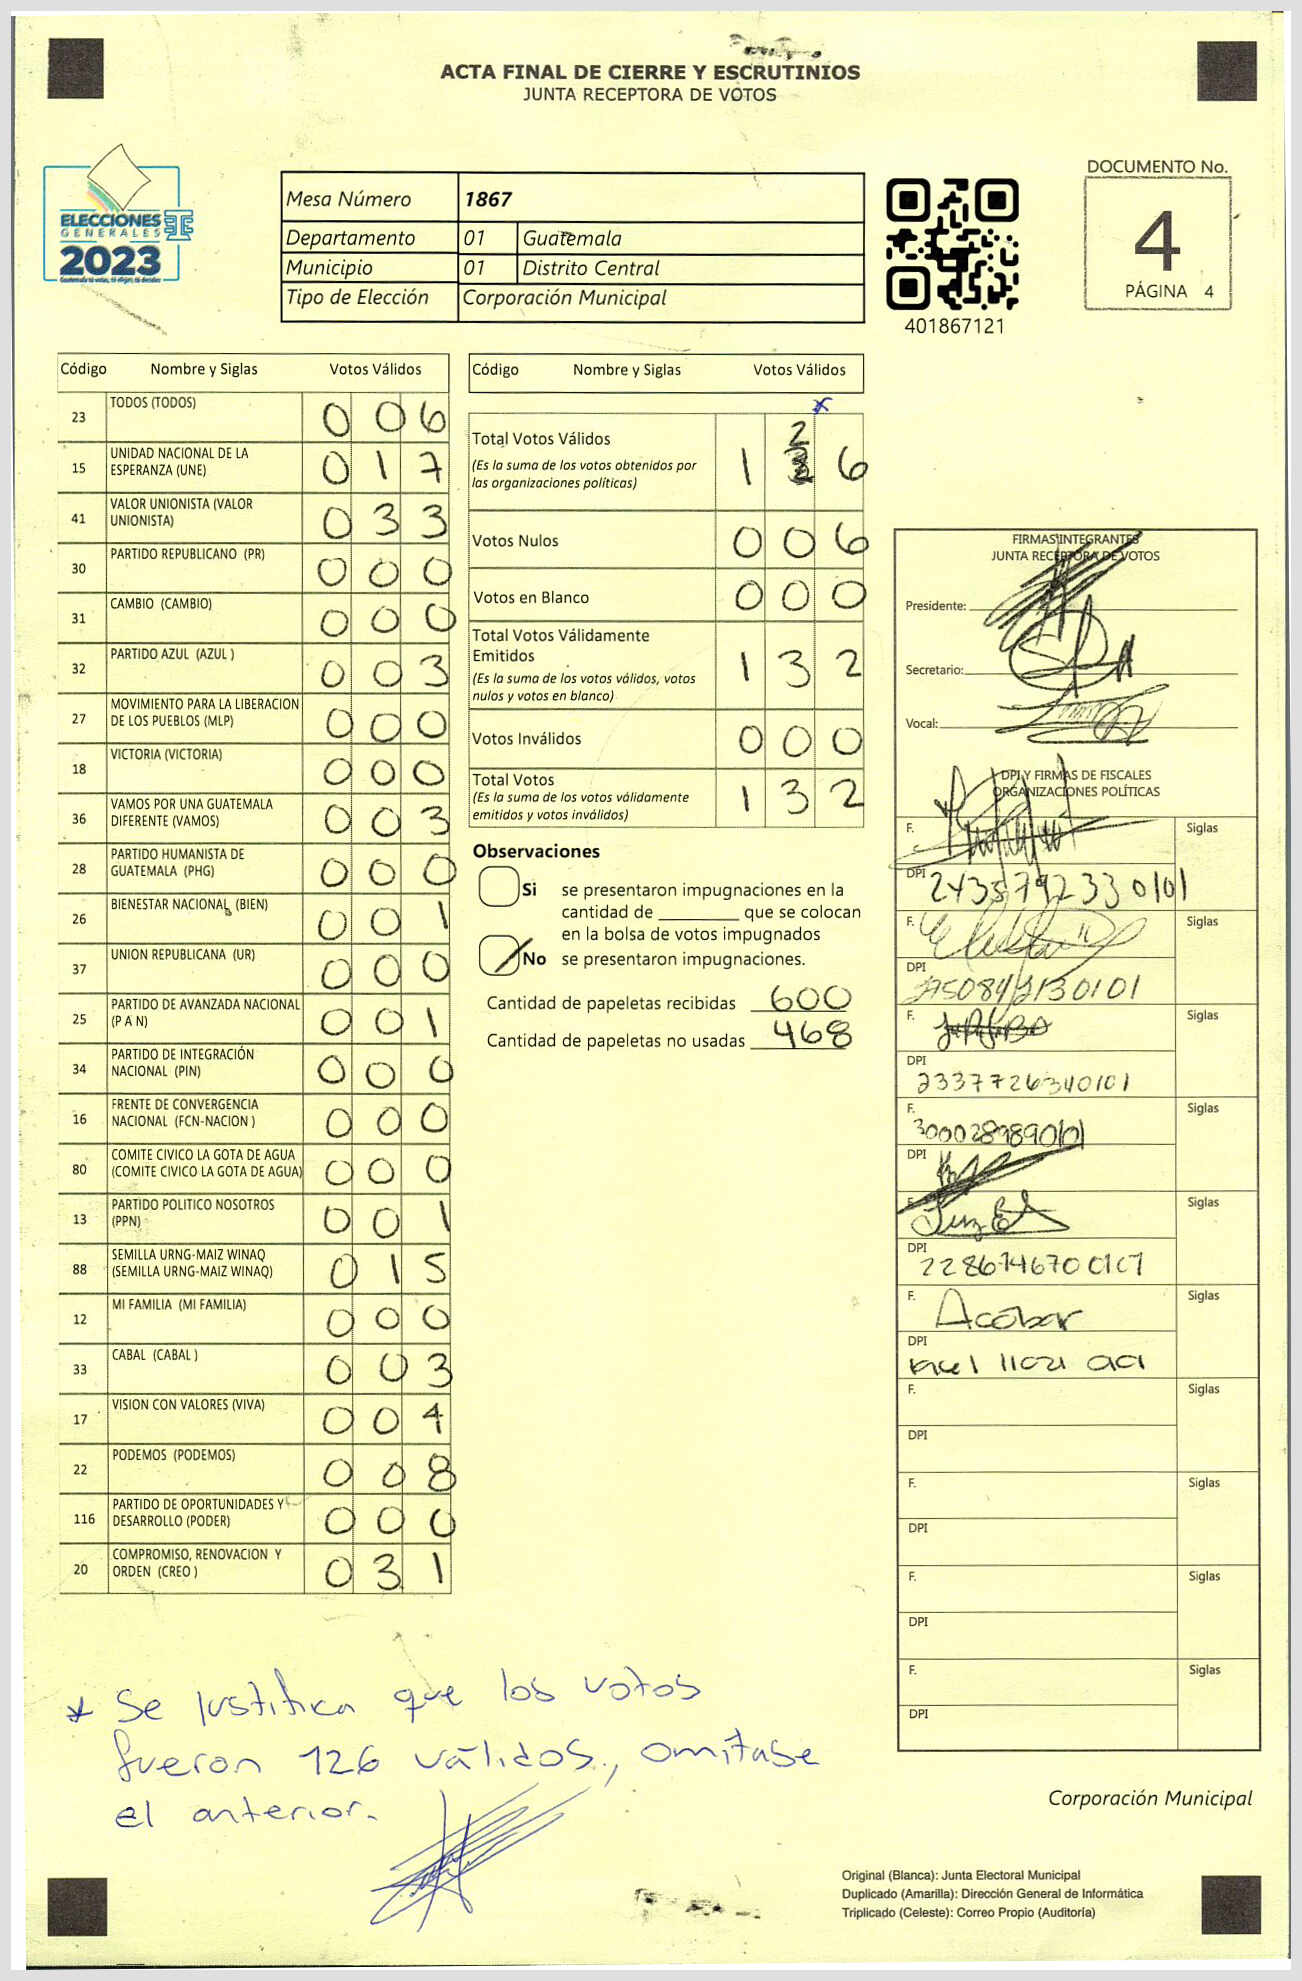 ACTA FINAL DE CIERRE Y ESCRUTINIOS
JUNTA RECEPTORA DE VOTOS
ELECCIONES
GENERALES
2023
Mesa Número 1867
Departamento 01 Guatemala
Municipio 01 Distrito Central
Tipo de Elección Corporación Municipal
401867121
DOCUMENTO No.
4
PÁGINA 4
Código Nombre y Siglas Votos Válidos
23 TODOS (TODOS) 0 0 6
15 UNIDAD NACIONAL DE LA
ESPERANZA (UNE) 0 1 7
41 VALOR UNIONISTA (VALOR
UNIONISTA) 0 3 3
30 PARTIDO REPUBLICANO (PR) 0 0 0
31 CAMBIO (CAMBIO) 0 0 0
32 PARTIDO AZUL (AZUL ) 0 0 3
27 MOVIMIENTO PARA LA LIBERACION
DE LOS PUEBLOS (MLP) 0 0 0
18 VICTORIA (VICTORIA) 0 0 0
36 VAMOS POR UNA GUATEMALA
DIFERENTE (VAMOS) 0 0 3
28 PARTIDO HUMANISTA DE
GUATEMALA (PHG) 0 0 0
26 BIENESTAR NACIONAL (BIEN) 0 0 1
37 UNION REPUBLICANA (UR) 0 0 0
25 PARTIDO DE AVANZADA NACIONAL
(P A N) 0 0 1
34 PARTIDO DE INTEGRACIÓN
NACIONAL (PIN) 0 0 0
16 FRENTE DE CONVERGENCIA
NACIONAL (FCN-NACION ) 0 0 0
80 COMITE CIVICO LA GOTA DE AGUA
(COMITE CIVICO LA GOTA DE AGUA) 0 0 0
13 PARTIDO POLITICO NOSOTROS
(PPN) 0 0 1
88 SEMILLA URNG-MAIZ WINAQ
(SEMILLA URNG-MAIZ WINAQ) 0 1 5
12 MI FAMILIA (MI FAMILIA) 0 0 0
33 CABAL (CABAL ) 0 0 3
17 VISION CON VALORES (VIVA) 0 0 4
22 PODEMOS (PODEMOS) 0 0 8
116 PARTIDO DE OPORTUNIDADES Y
DESARROLLO (PODER) 0 0 0
20 COMPROMISO, RENOVACION Y
ORDEN (CREO ) 0 3 1
Código Nombre y Siglas Votos Válidos
*
Total Votos Válidos 1 2 6
(Es la suma de los votos obtenidos por
las organizaciones políticas)
Votos Nulos 0 0 6
Votos en Blanco 0 0 0
Total Votos Válidamente
Emitidos 1 3 2
(Es la suma de los votos válidos, votos
nulos y votos en blanco)
Votos Inválidos 0 0 0
Total Votos 1 3 2
(Es la suma de los votos válidamente
emitidos y votos inválidos)
Observaciones
Si se presentaron impugnaciones en la
cantidad de ________ que se colocan
en la bolsa de votos impugnados
No se presentaron impugnaciones.
Cantidad de papeletas recibidas 600
Cantidad de papeletas no usadas 468
FIRMAS INTEGRANTES
JUNTA RECEPTORA DE VOTOS
Presidente:
Secretario:
Vocal:
DPI Y FIRMAS DE FISCALES
ORGANIZACIONES POLÍTICAS
F. Siglas
DPI 2435792330101
F. Siglas
DPI
F. Siglas
DPI 2337726340101
F. Siglas
3000289890101
DPI
F. Siglas
DPI
F. Acobar Siglas
DPI
F. Siglas
DPI
F. Siglas
DPI
F. Siglas
DPI
F. Siglas
DPI
* Se justifica que los votos
fueron 126 válidos, omítase
el anterior.
Corporación Municipal
Original (Blanca): Junta Electoral Municipal
Duplicado (Amarilla): Dirección General de Informática
Triplicado (Celeste): Correo Propio (Auditoría)